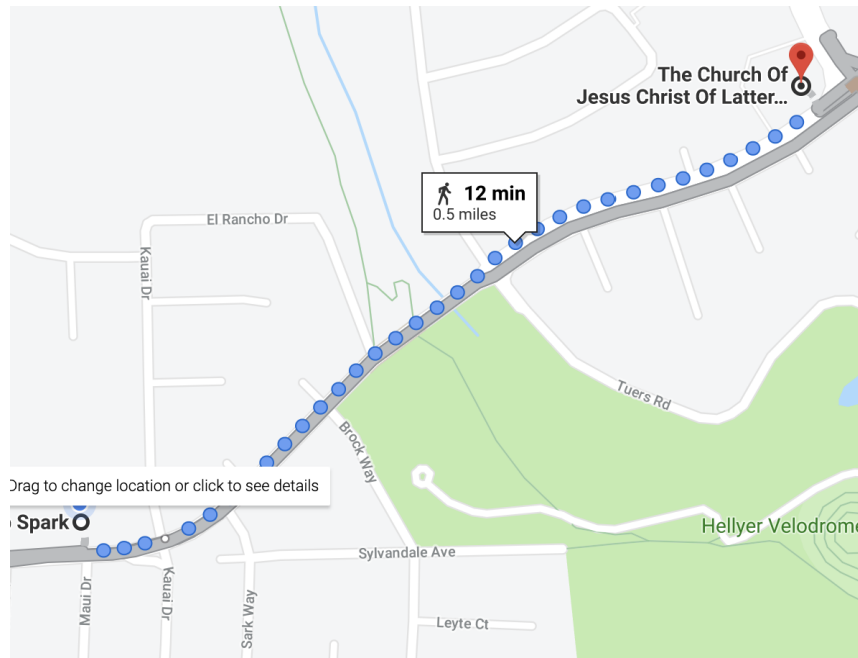 The Church Of
Jesus Christ Of Latter...
12 min
0.5 miles
El Rancho Dr
Kauai Dr
Tuers Rd
Brock Way
Drag to change location or click to see details
Spark
Hellyer Velodrome
Sylvandale Ave
Maui Dr
Kauai Dr
Sark Way
Leyte Ct